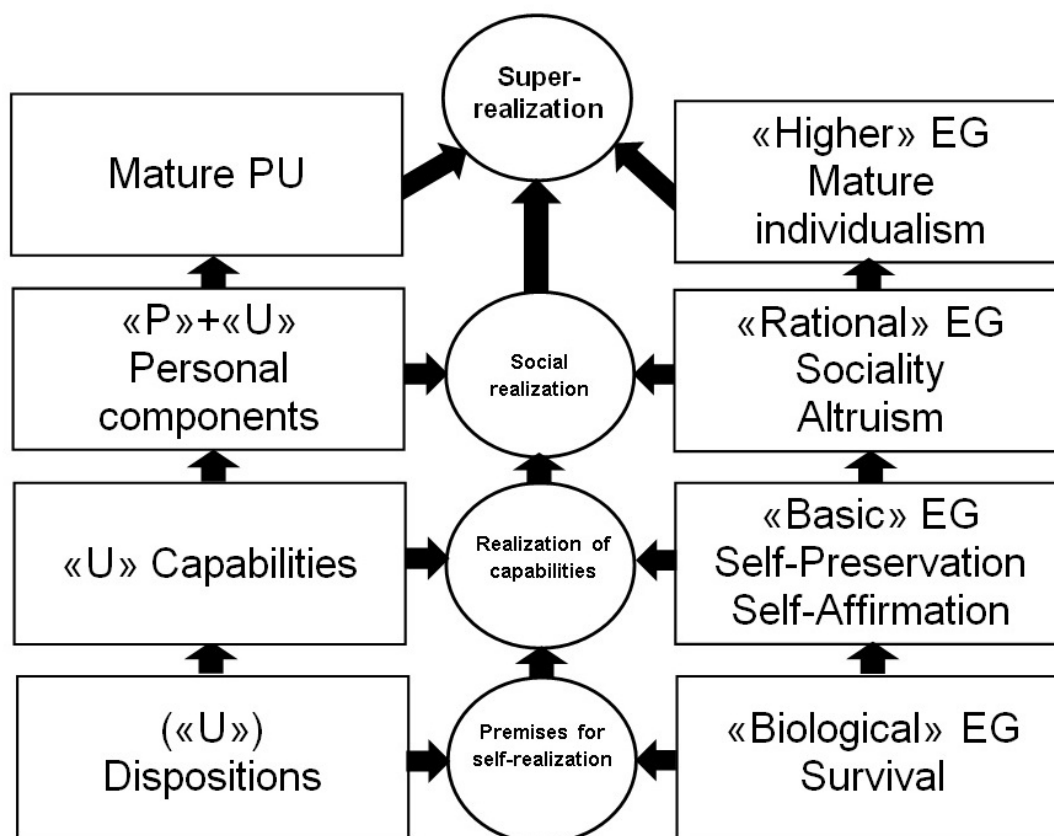 Super-
realization
Mature PU
«Higher» EG
Mature
individualism
«P»+«U»
Personal
components
Social
realization
«Rational» EG
Sociality
Altruism
«U» Capabilities
Realization of
capabilities
«Basic» EG
Self-Preservation
Self-Affirmation
(«U»)
Dispositions
Premises for
self-realization
«Biological» EG
Survival